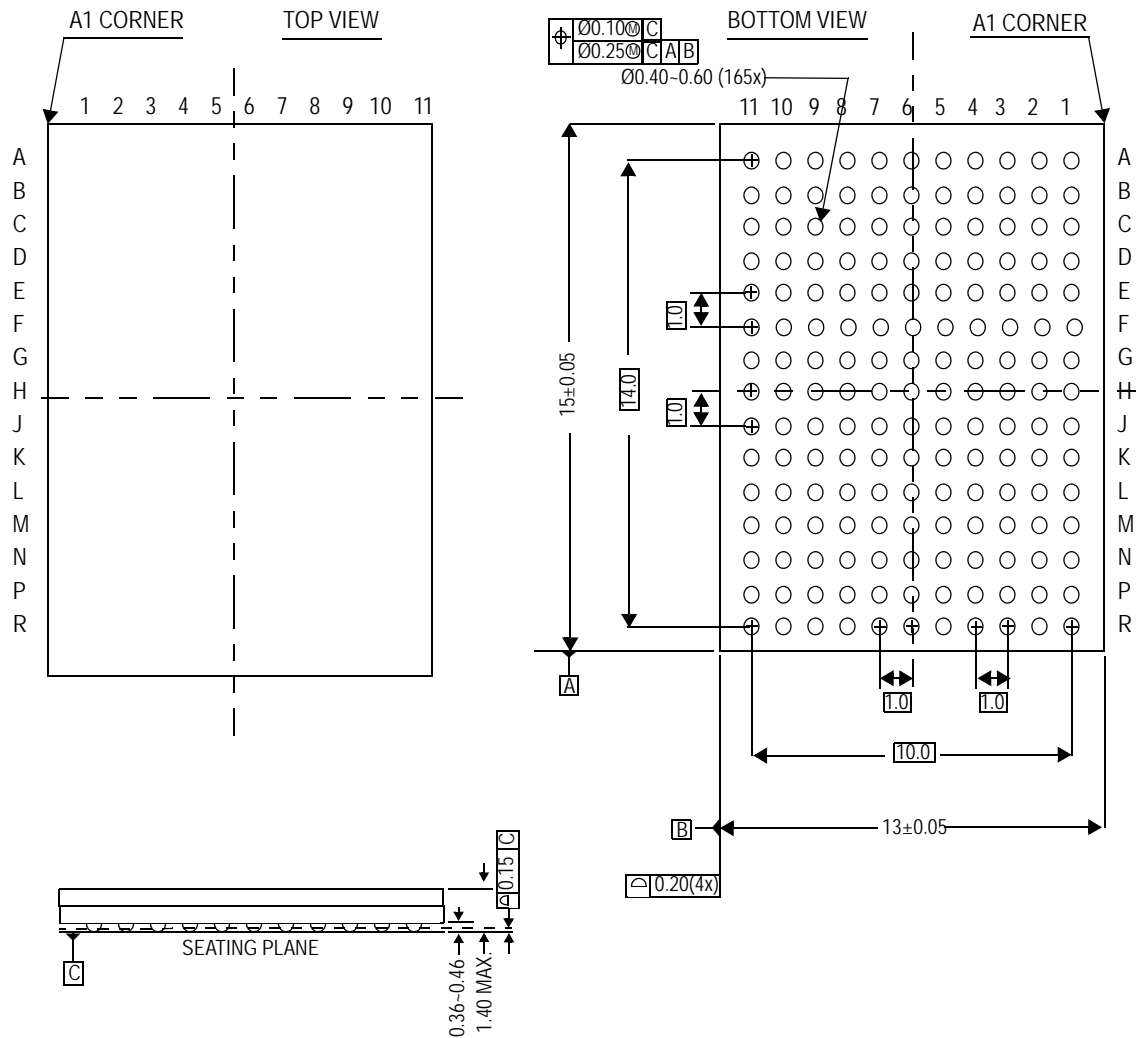 A1 CORNER
TOP VIEW
1 2 3 4 5 6 7 8 9 10 11
A
B
C
D
E
F
G
H
J
K
L
M
N
P
R
Ø0.10Ⓜ C
Ø0.25Ⓜ C A B
BOTTOM VIEW
A1 CORNER
Ø0.40~0.60 (165x)
11 10 9 8 7 6 5 4 3 2 1
A
B
C
D
E
F
G
H
J
K
L
M
N
P
R
15±0.05
14.0
1.0
1.0
A
1.0
1.0
10.0
B
13±0.05
0.20(4x)
0.15 C
SEATING PLANE
C
0.36~0.46
1.40 MAX.